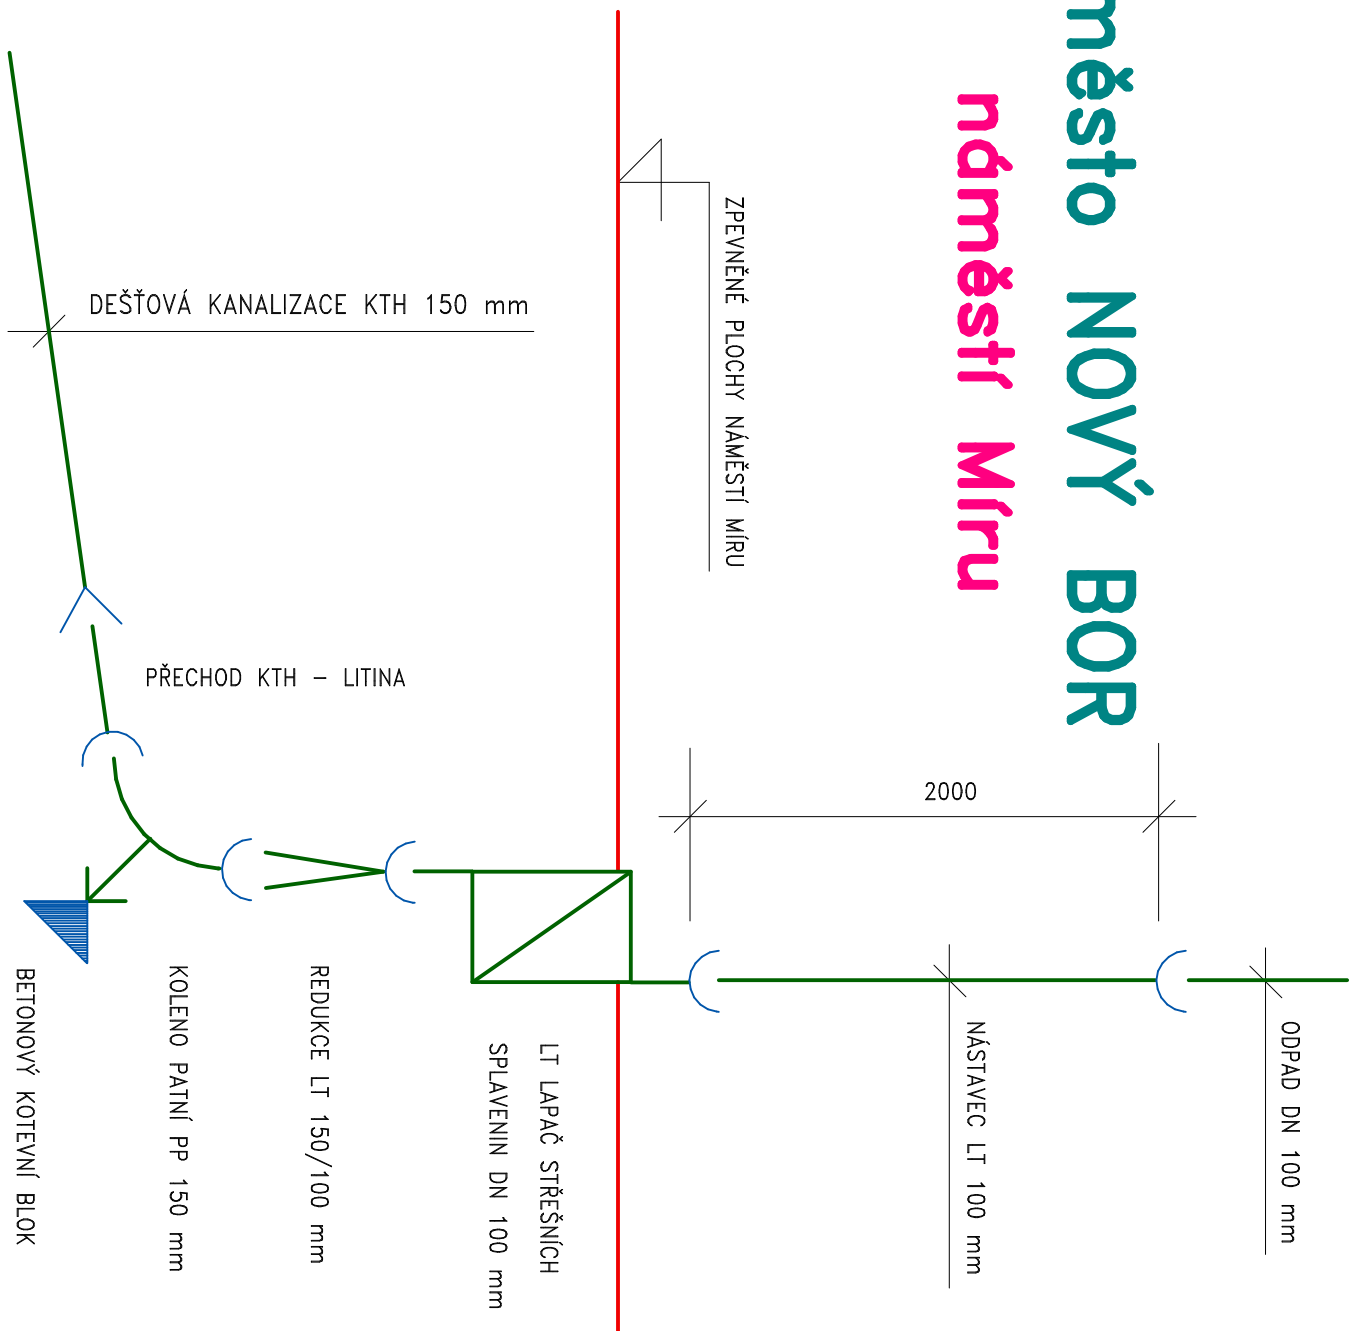 město NOVÝ BOR
náměstí Míru
ZPEVNĚNÉ PLOCHY NÁMĚSTÍ MÍRU
DEŠŤOVÁ KANALIZACE KTH 150 mm
PŘECHOD KTH - LITINA
2000
ODPAD DN 100 mm
NÁSTAVEC LT 100 mm
LT LAPAČ STŘEŠNÍCH
SPLAVENIN DN 100 mm
REDUKCE LT 150/100 mm
KOLENO PATNÍ PP 150 mm
BETONOVÝ KOTEVNÍ BLOK